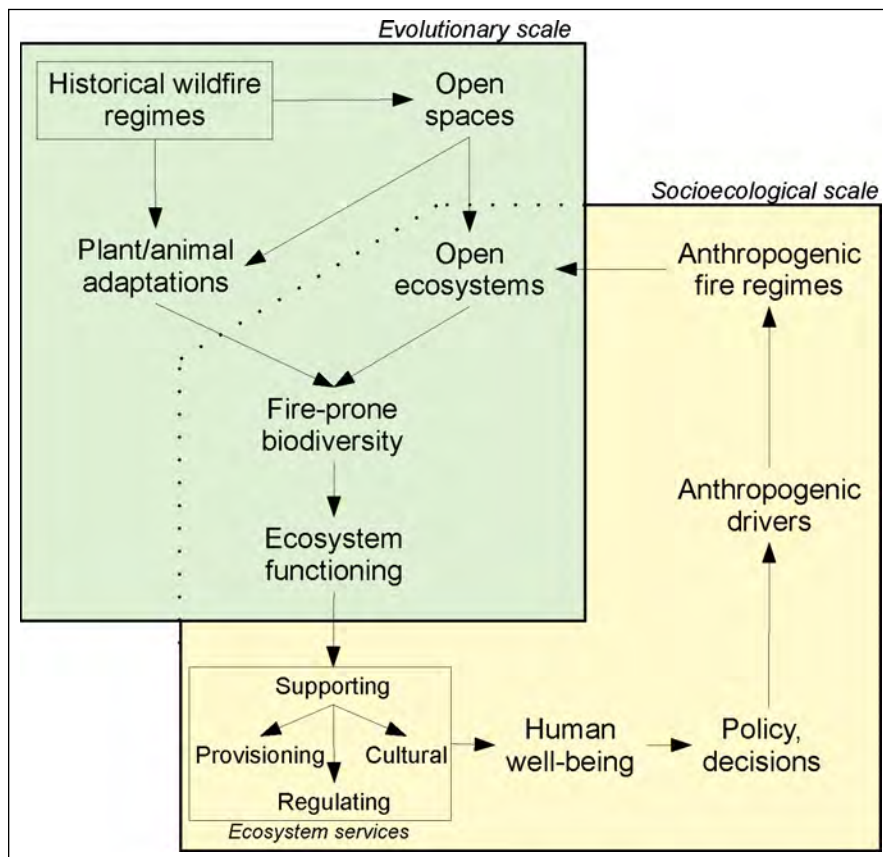 Evolutionary scale
Historical wildfire
regimes
Open
spaces
Socioecological scale
Plant/animal
adaptations
Open
ecosystems
Anthropogenic
fire regimes
Fire-prone
biodiversity
Anthropogenic
drivers
Ecosystem
functioning
Supporting
Provisioning
Cultural
Regulating
Ecosystem services
Human
well-being
Policy,
decisions